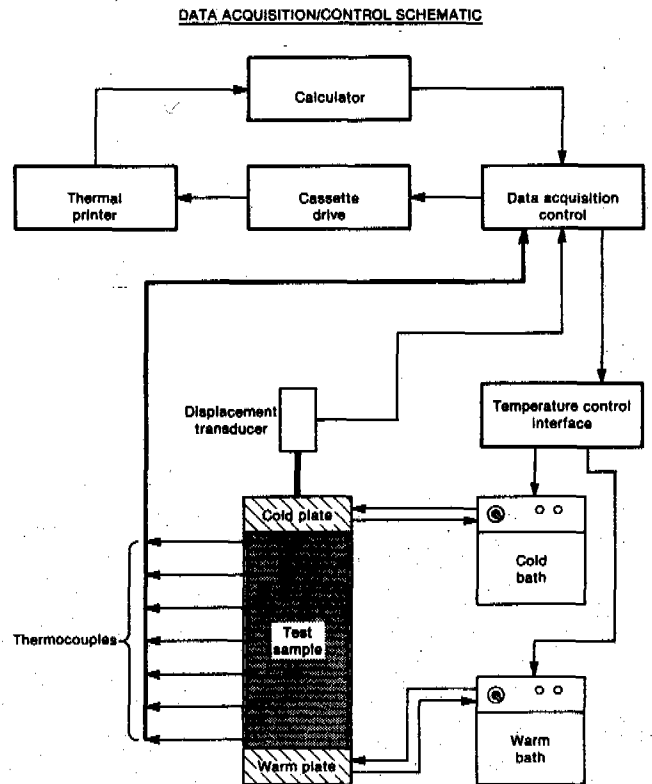 DATA ACQUISITION/CONTROL SCHEMATIC
Calculator
Thermal
printer
Cassette
drive
Data acquisition
control
Displacement
transducer
Temperature control
interface
Cold plate
Cold
bath
Thermocouples
Test
sample
Warm plate
Warm
bath